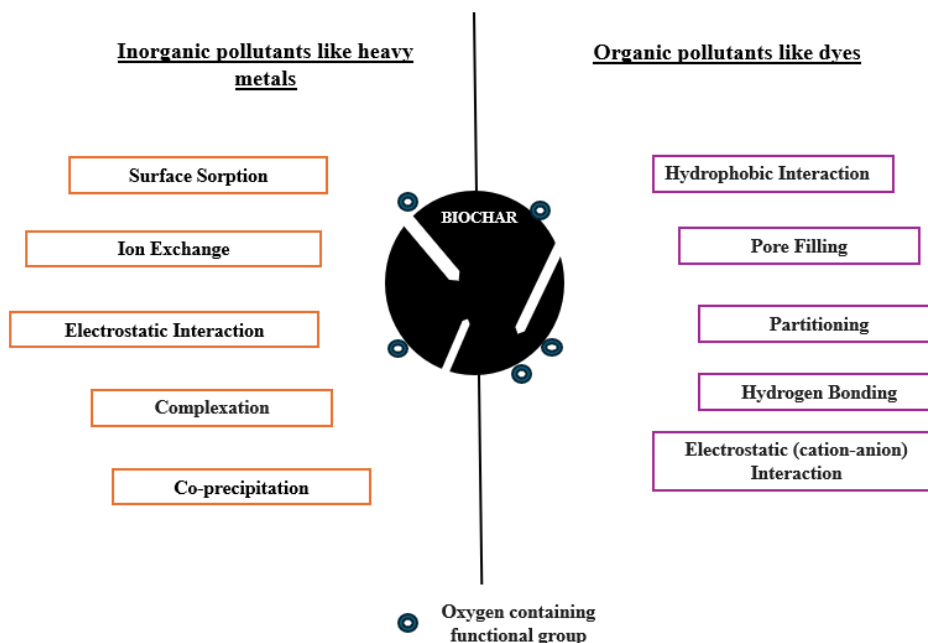 Inorganic pollutants like heavy
metals
Surface Sorption
Ion Exchange
Electrostatic Interaction
Complexation
Co-precipitation
BIOCHAR
Organic pollutants like dyes
Hydrophobic Interaction
Pore Filling
Partitioning
Hydrogen Bonding
Electrostatic (cation-anion)
Interaction
Oxygen containing
functional group